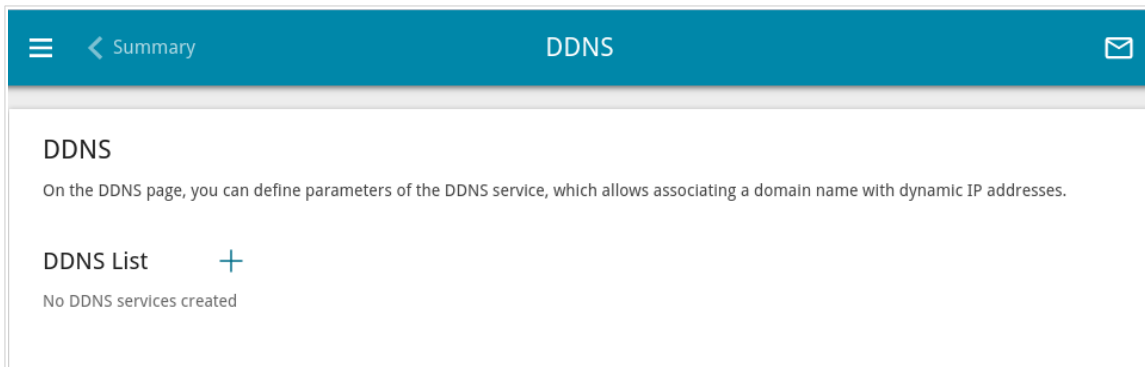 Summary
DDNS
DDNS
On the DDNS page, you can define parameters of the DDNS service, which allows associating a domain name with dynamic IP addresses.
DDNS List
No DDNS services created